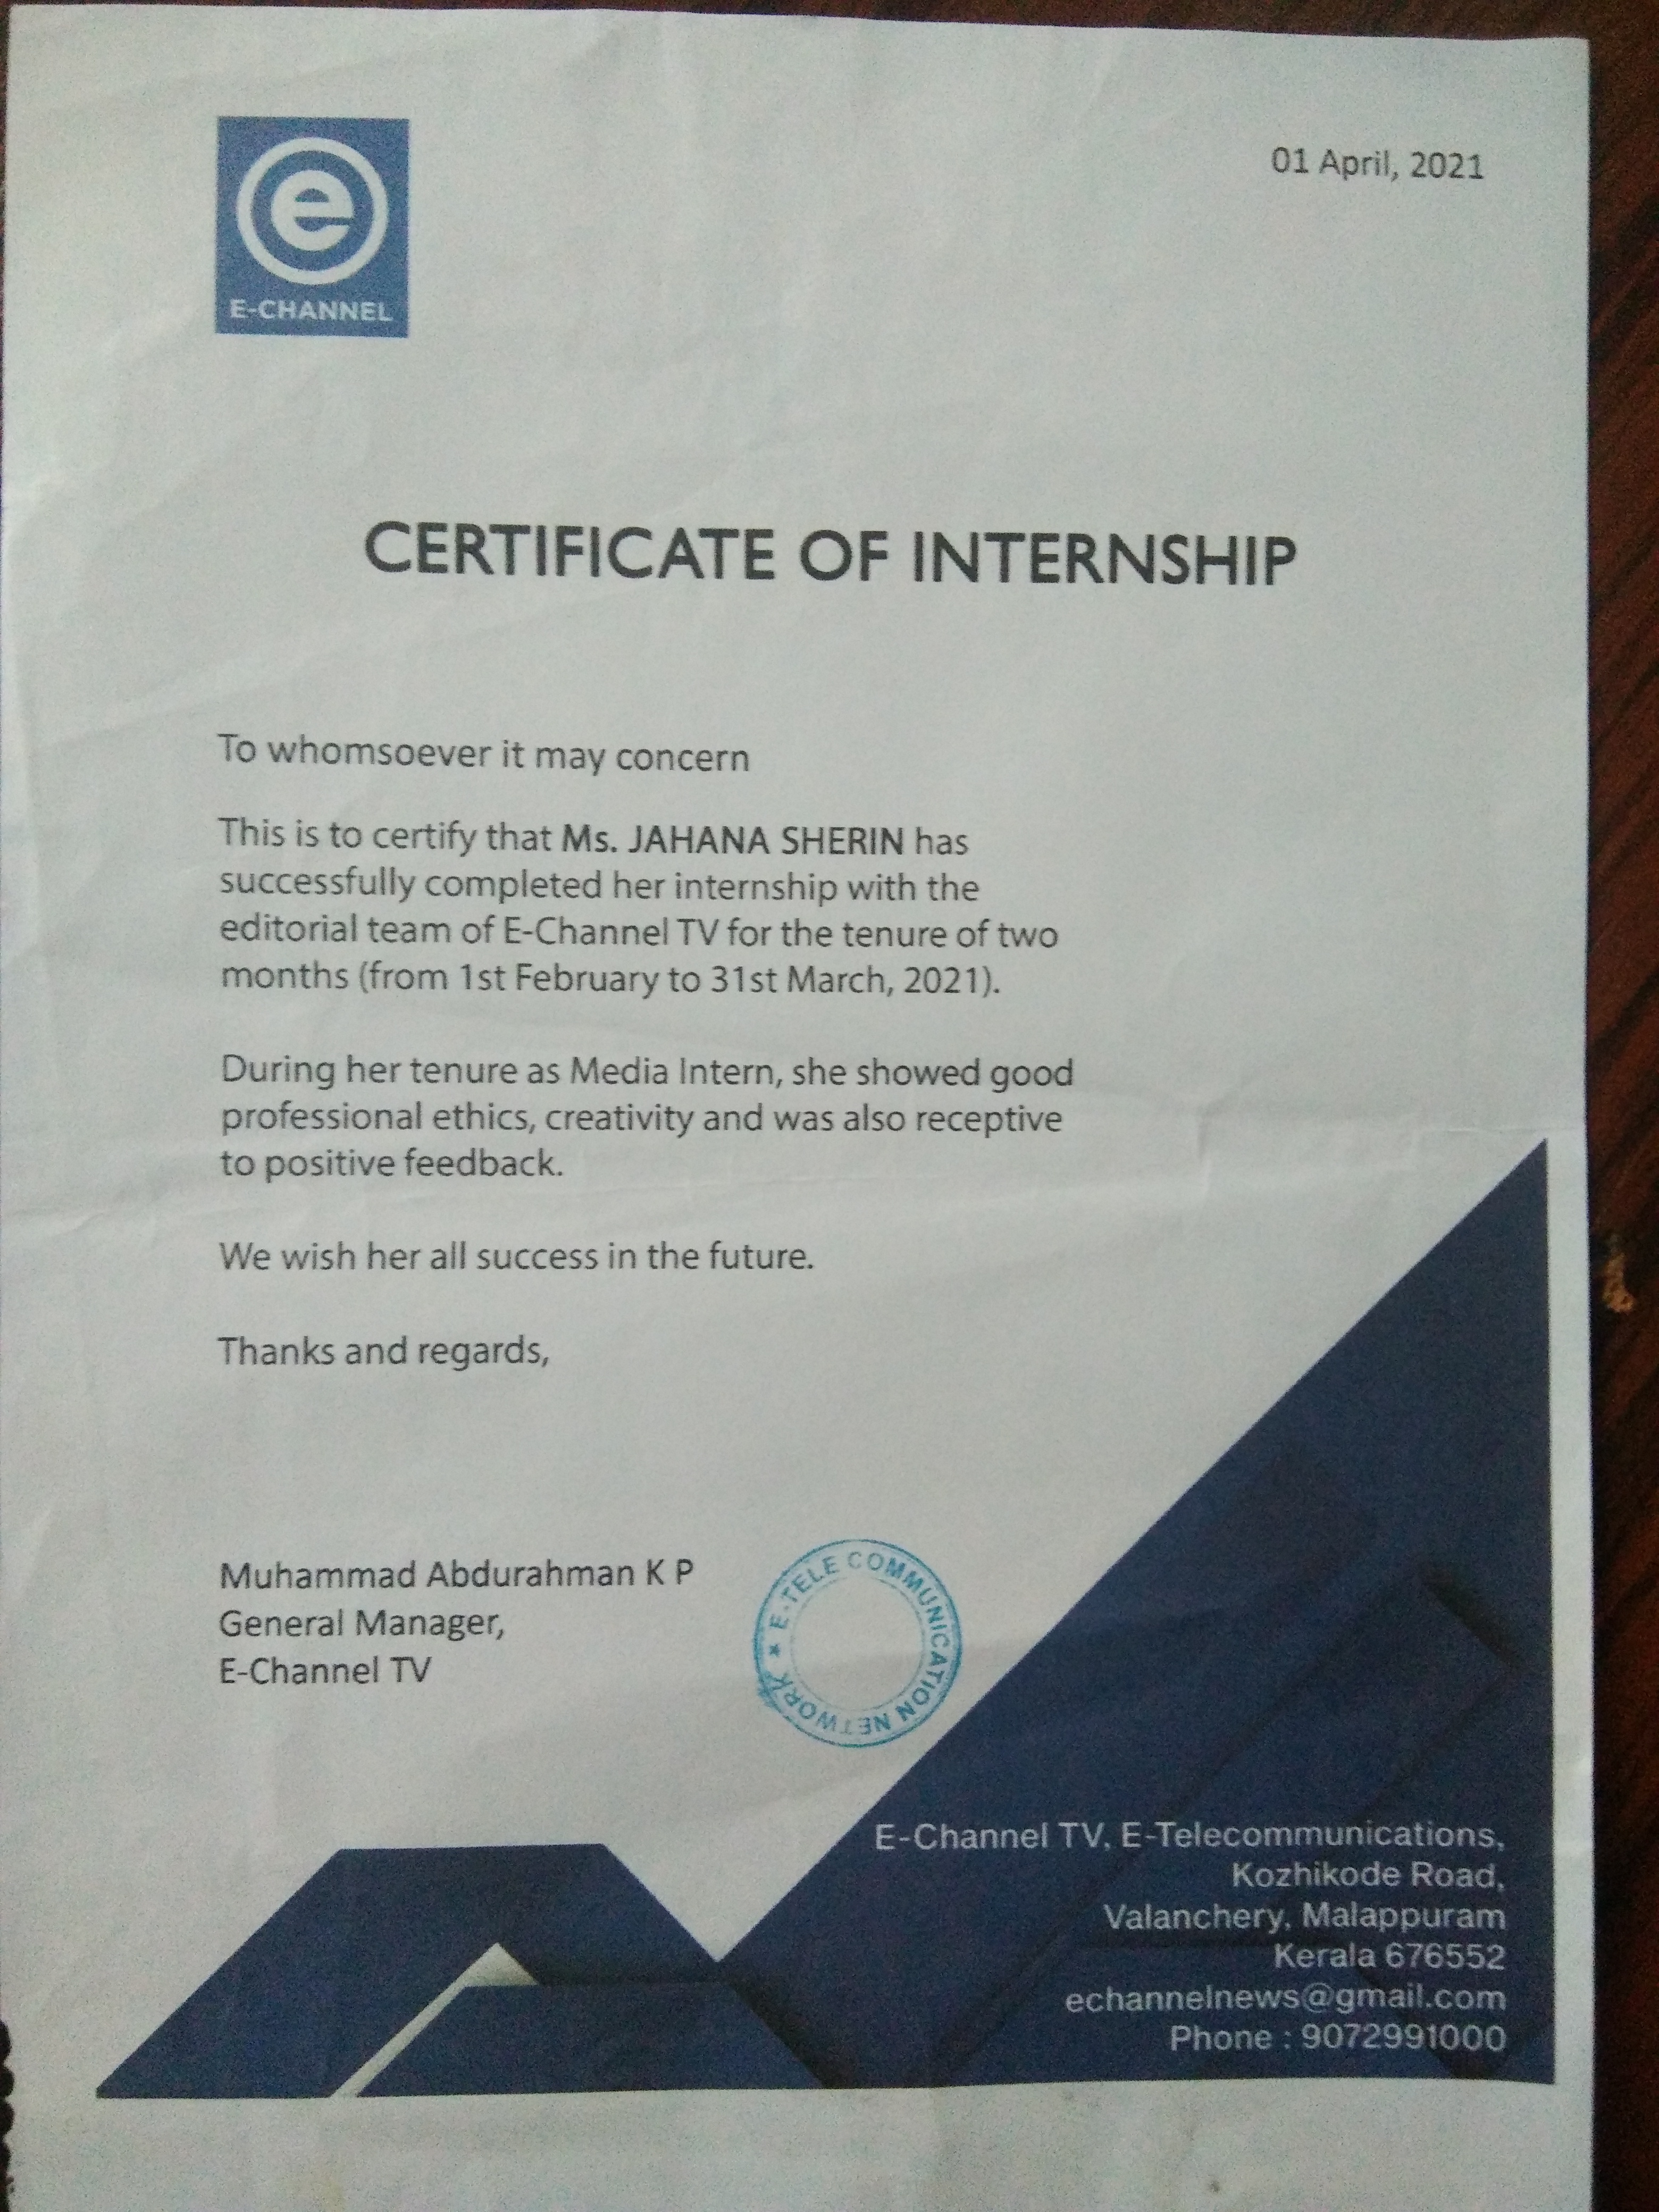 e
E-CHANNEL
01 April, 2021
CERTIFICATE OF INTERNSHIP
To whomsoever it may concern
This is to certify that Ms. JAHANA SHERIN has
successfully completed her internship with the
editorial team of E-Channel TV for the tenure of two
months (from 1st February to 31st March, 2021).
During her tenure as Media Intern, she showed good
professional ethics, creativity and was also receptive
to positive feedback.
We wish her all success in the future.
Thanks and regards,
Muhammad Abdurahman K P
General Manager,
E-Channel TV
★ E-TELE COMMUNICATION NETWORK
E-Channel TV, E-Telecommunications,
Kozhikode Road,
Valanchery, Malappuram
Kerala 676552
echannelnews@gmail.com
Phone : 9072991000